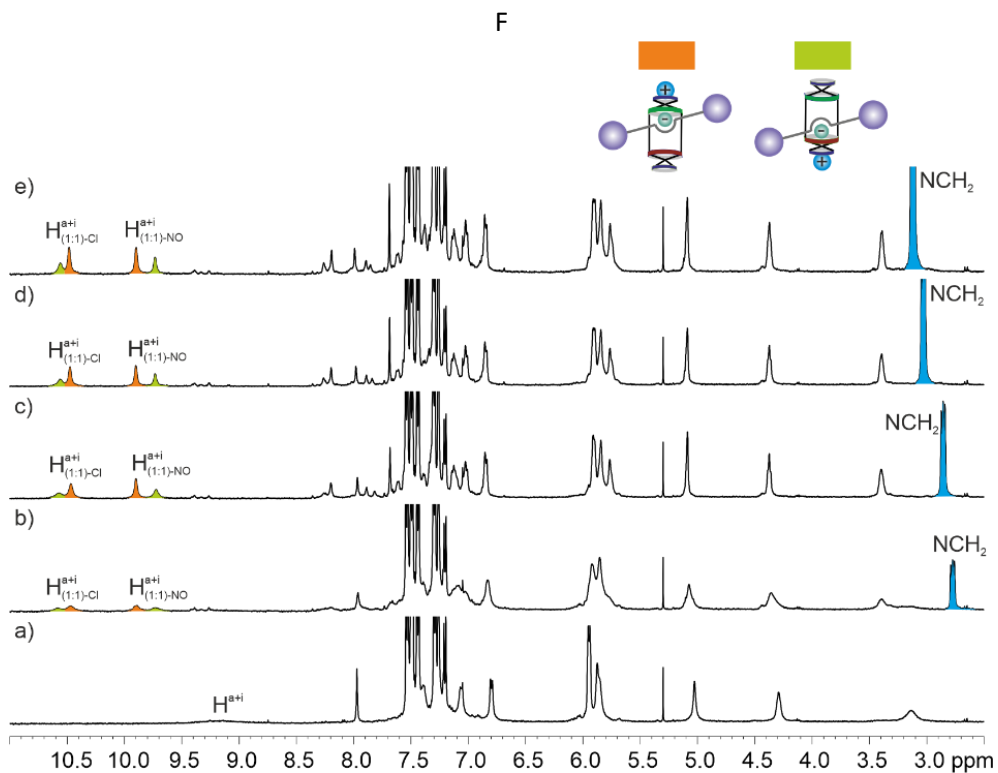 F
+
−
−
+
e)
H^{a+i}_{(1:1)-Cl}
H^{a+i}_{(1:1)-NO}
NCH₂
d)
H^{a+i}_{(1:1)-Cl}
H^{a+i}_{(1:1)-NO}
NCH₂
c)
H^{a+i}_{(1:1)-Cl}
H^{a+i}_{(1:1)-NO}
NCH₂
b)
H^{a+i}_{(1:1)-Cl}
H^{a+i}_{(1:1)-NO}
NCH₂
a)
H^{a+i}
10.5 10.0 9.5 9.0 8.5 8.0 7.5 7.0 6.5 6.0 5.5 5.0 4.5 4.0 3.5 3.0 ppm